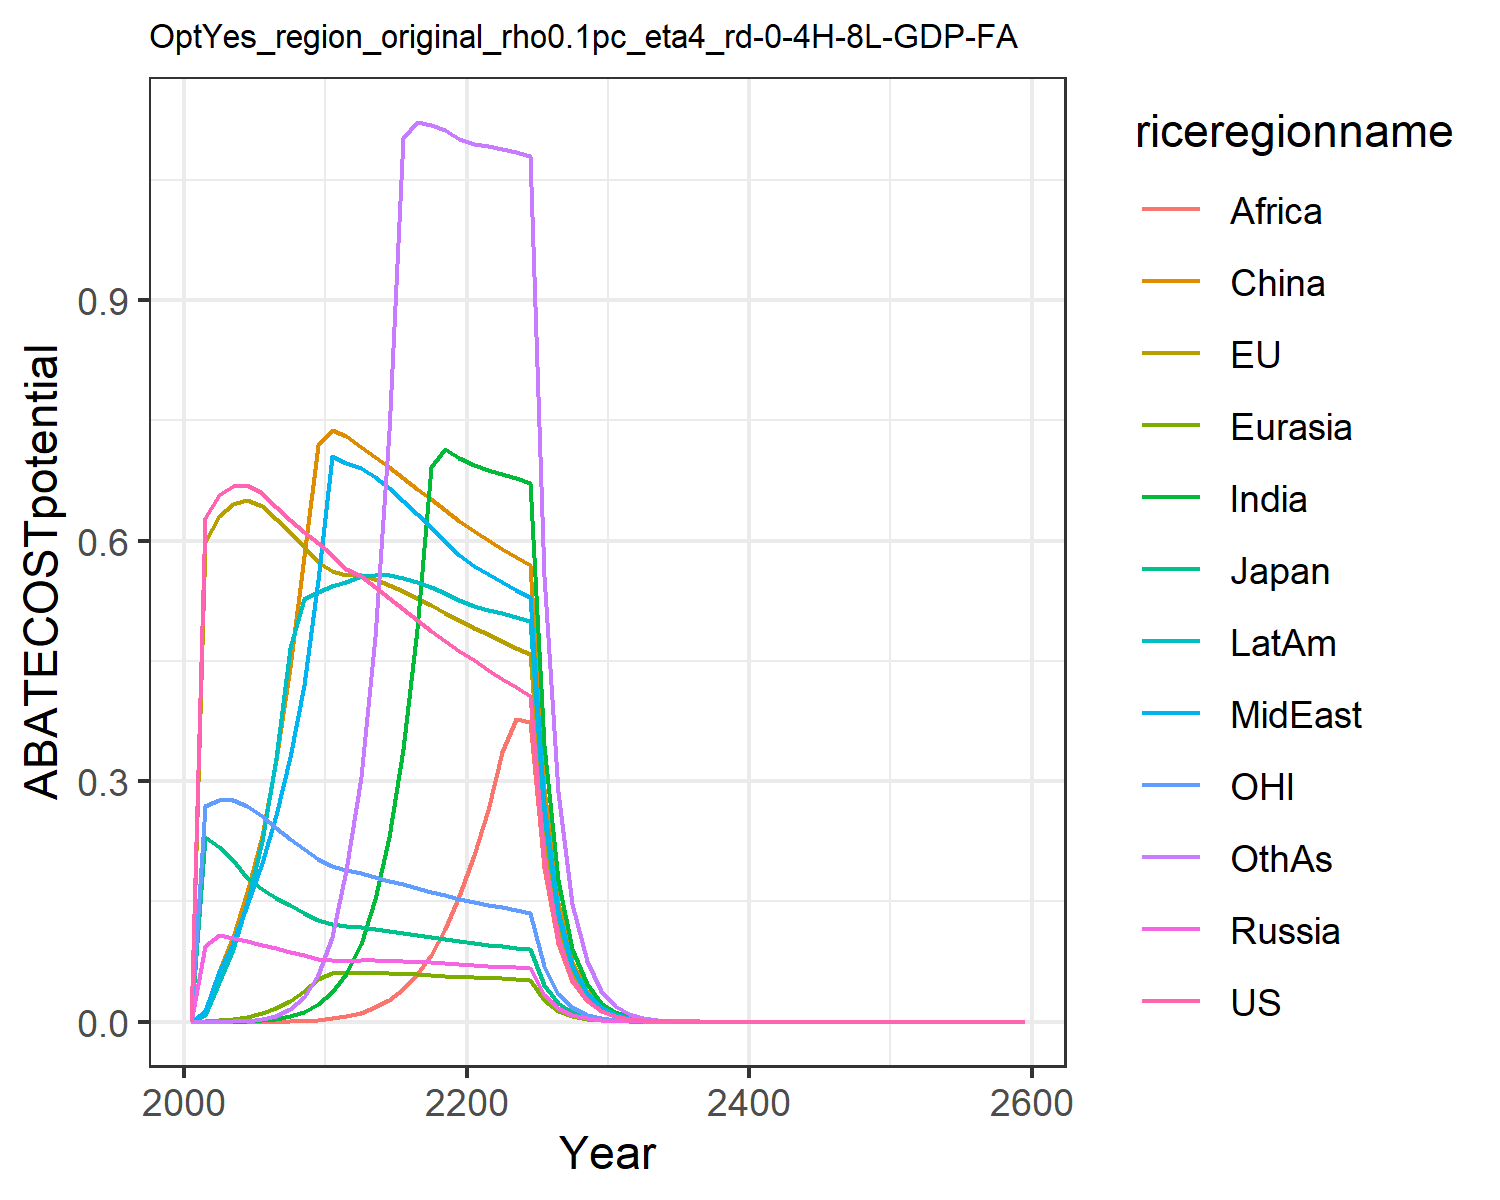 OptYes_region_original_rho0.1pc_eta4_rd-0-4H-8L-GDP-FA
ABATECOSTpotential
0.9
0.6
0.3
0.0
2000
2200
2400
2600
Year
riceregionname
Africa
China
EU
Eurasia
India
Japan
LatAm
MidEast
OHI
OthAs
Russia
US